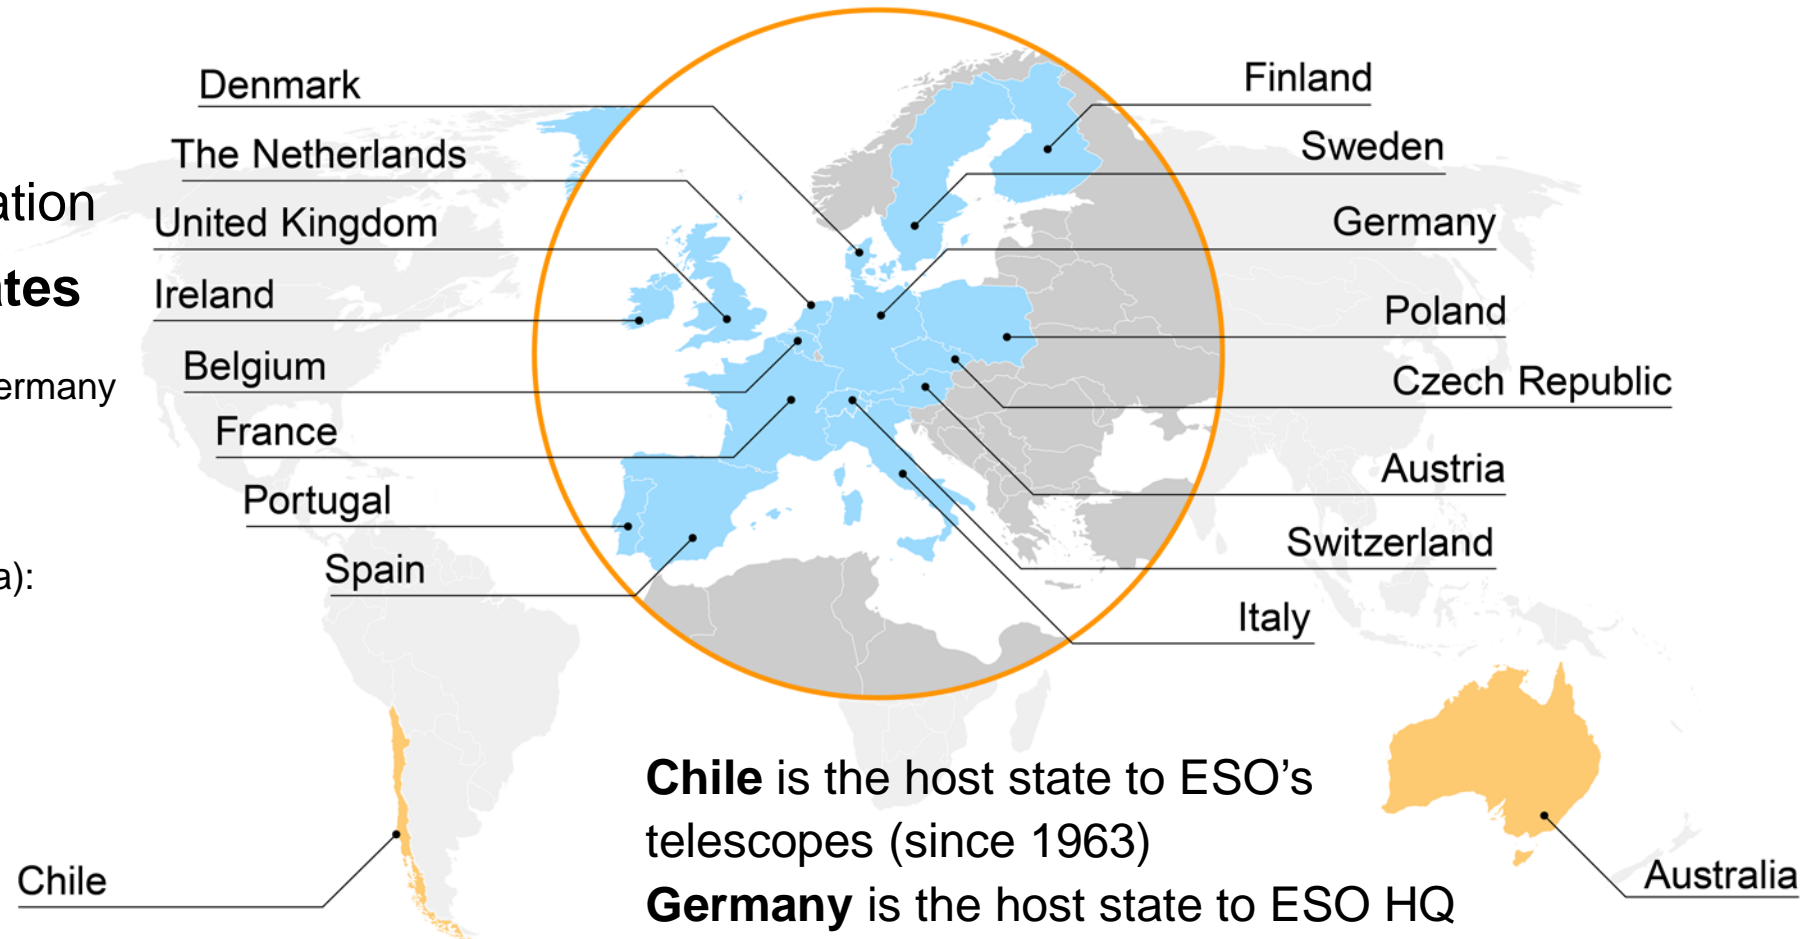 Denmark
The Netherlands
ation
United Kingdom
tes
Ireland
Belgium
ermany
France
Portugal
a):
Spain
Chile
Finland
Sweden
Germany
Poland
Czech Republic
Austria
Switzerland
Italy
Australia
Chile is the host state to ESO’s
telescopes (since 1963)
Germany is the host state to ESO HQ